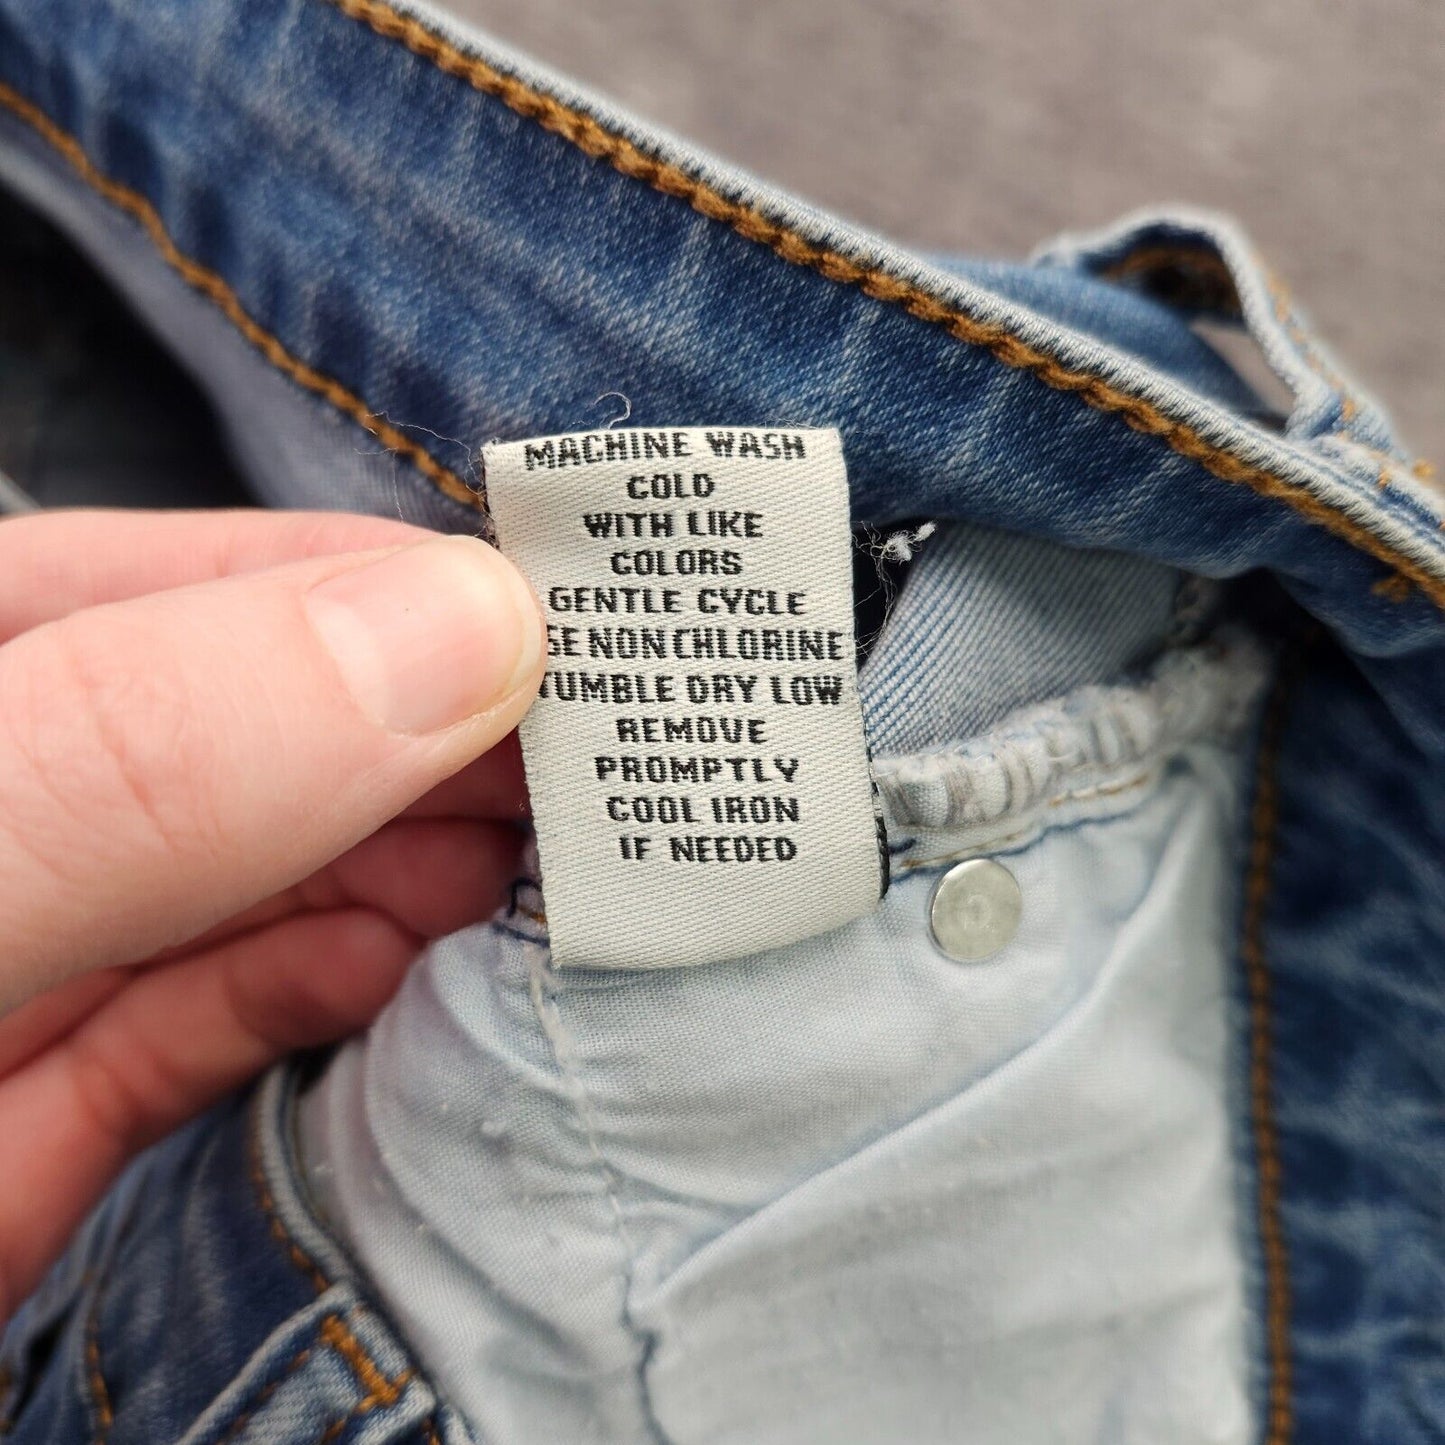 MACHINE WASH
COLD
WITH LIKE
COLORS
GENTLE CYCLE
SE NON CHLORINE
TUMBLE DRY LOW
REMOVE
PROMPTLY
COOL IRON
IF NEEDED